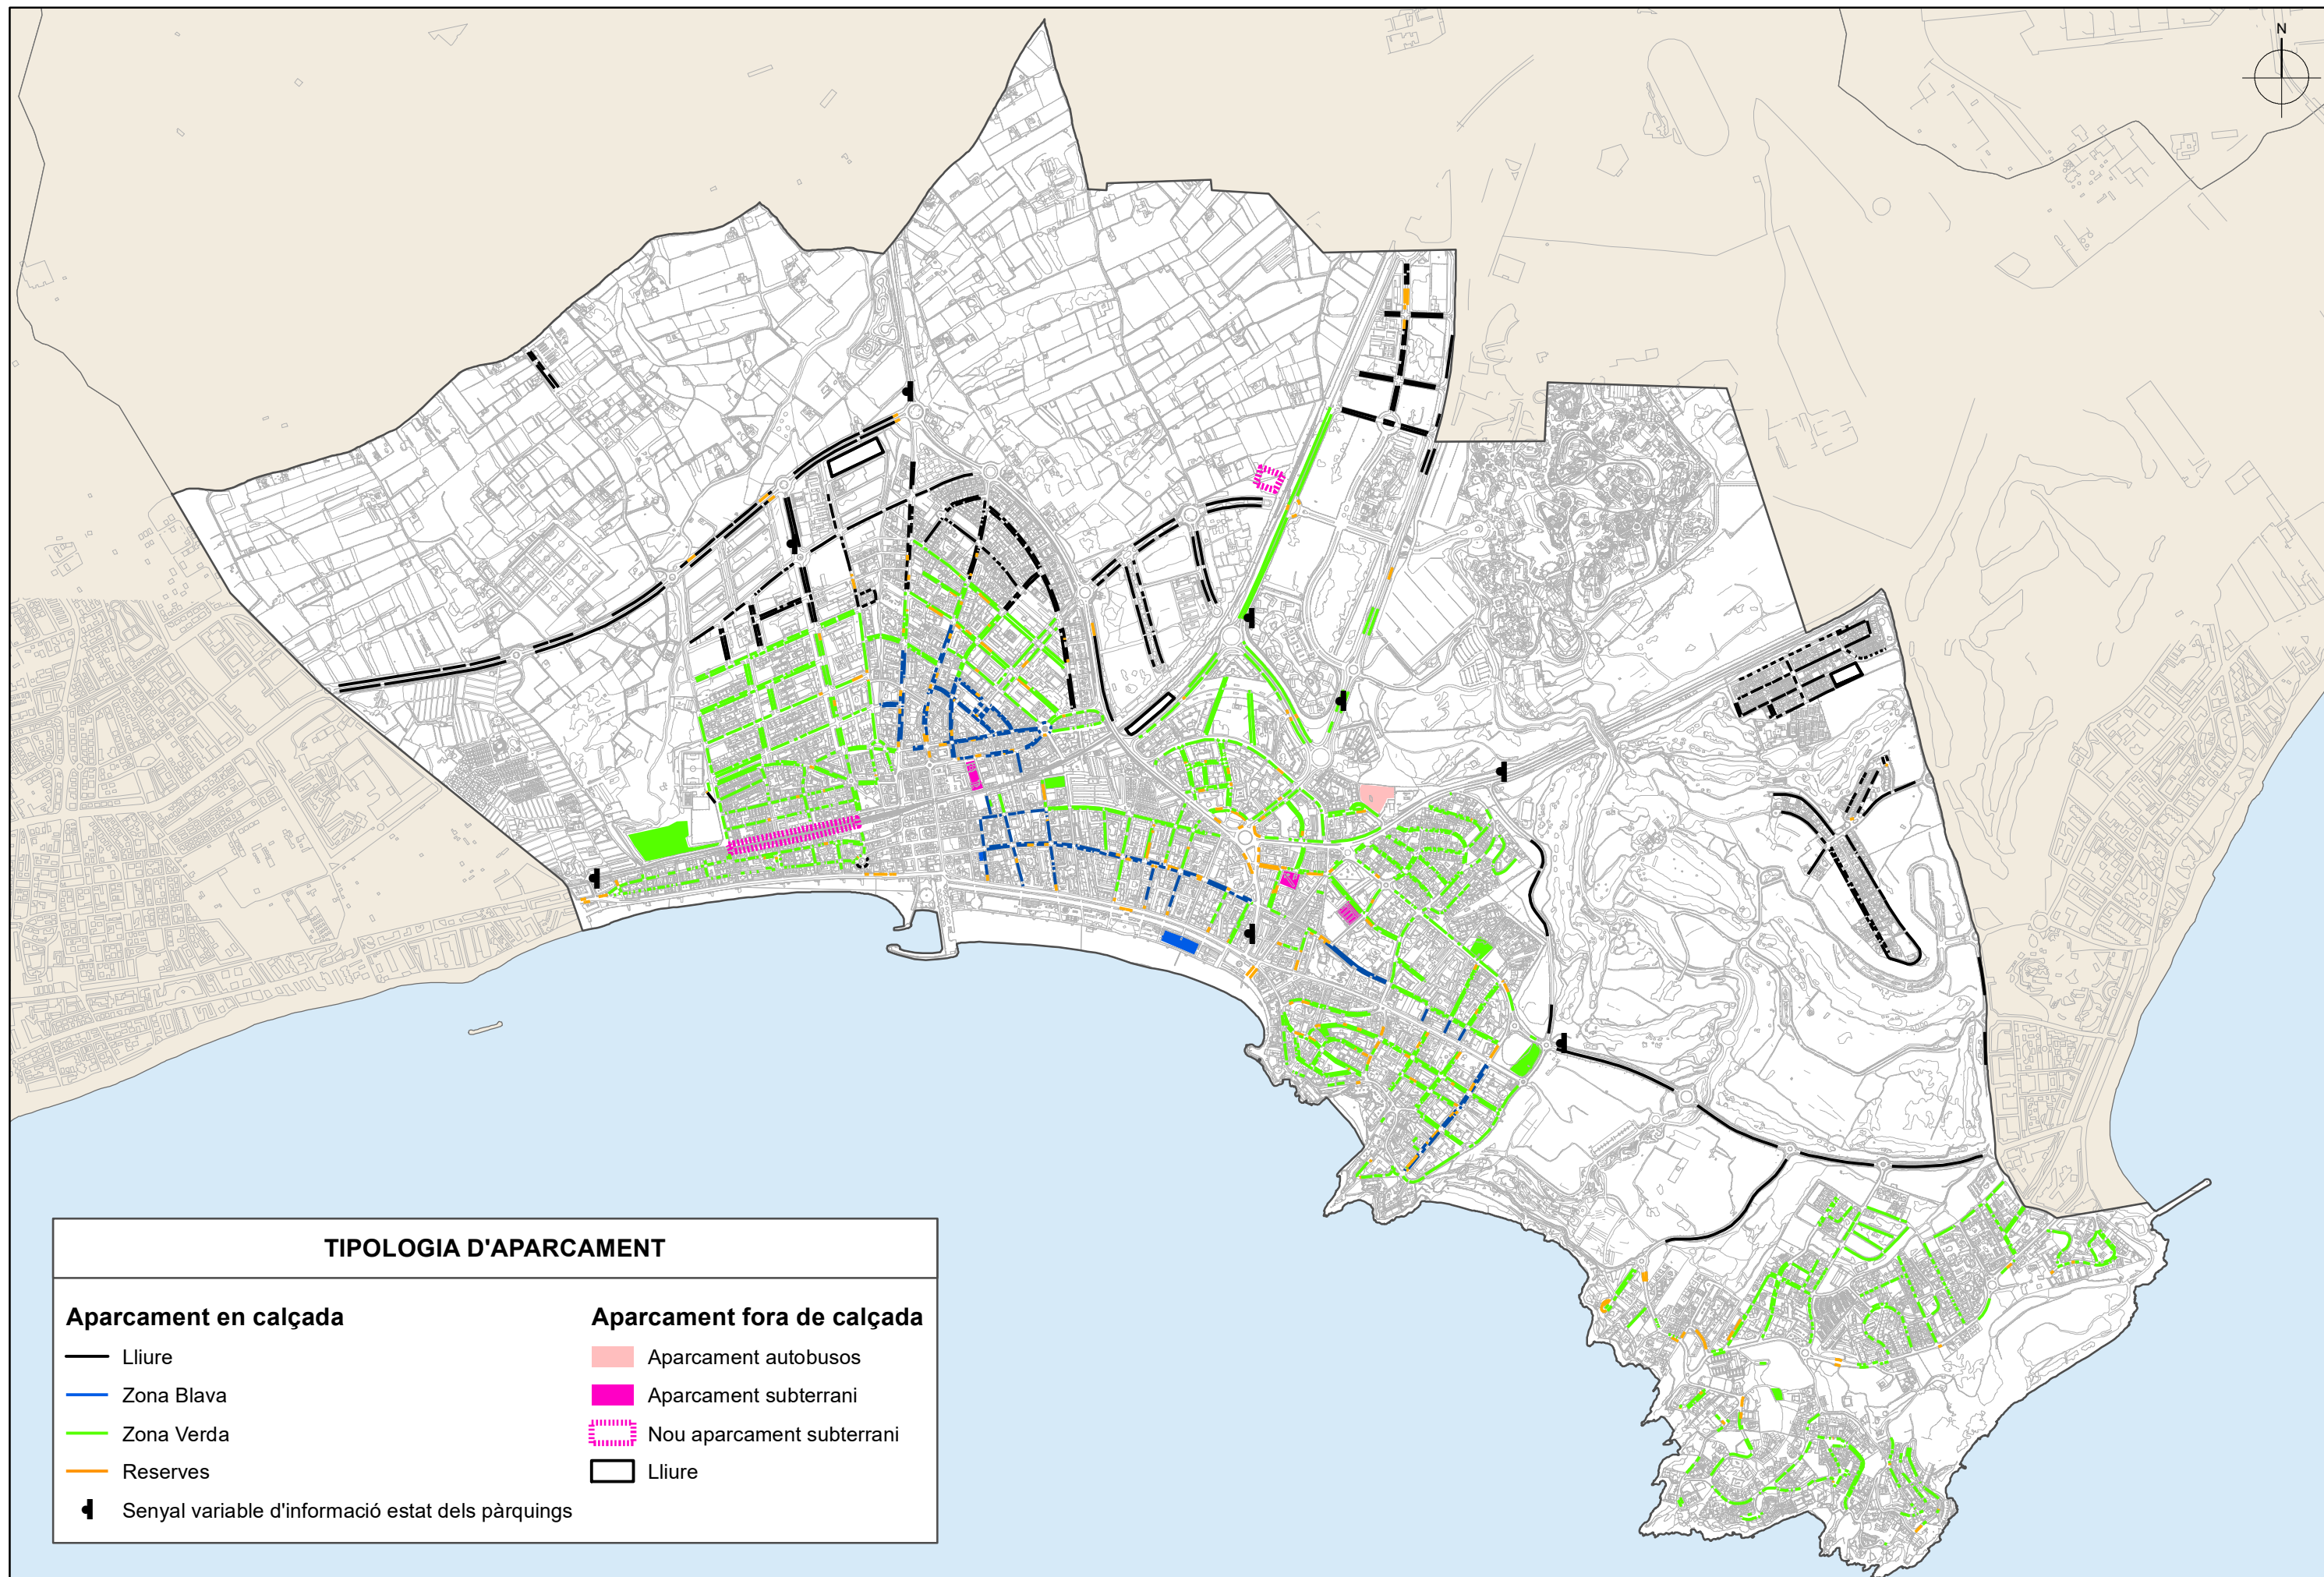 N
TIPOLOGIA D'APARCAMENT
Aparcament en calçada
Lliure
Zona Blava
Zona Verda
Reserves
Senyal variable d'informació estat dels pàrquings
Aparcament fora de calçada
Aparcament autobusos
Aparcament subterrani
Nou aparcament subterrani
Lliure